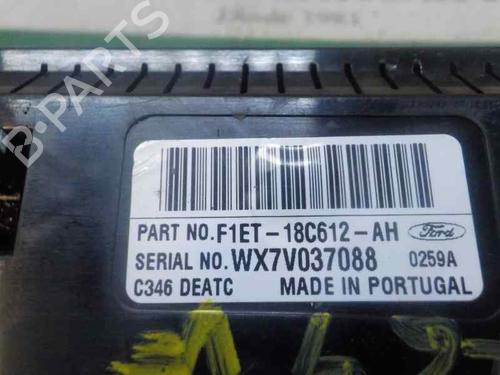 PART NO. F1ET-18C612-AH Ford
SERIAL NO. WX7V037088 0259A
C346 DEATC MADE IN PORTUGAL
B-Parts